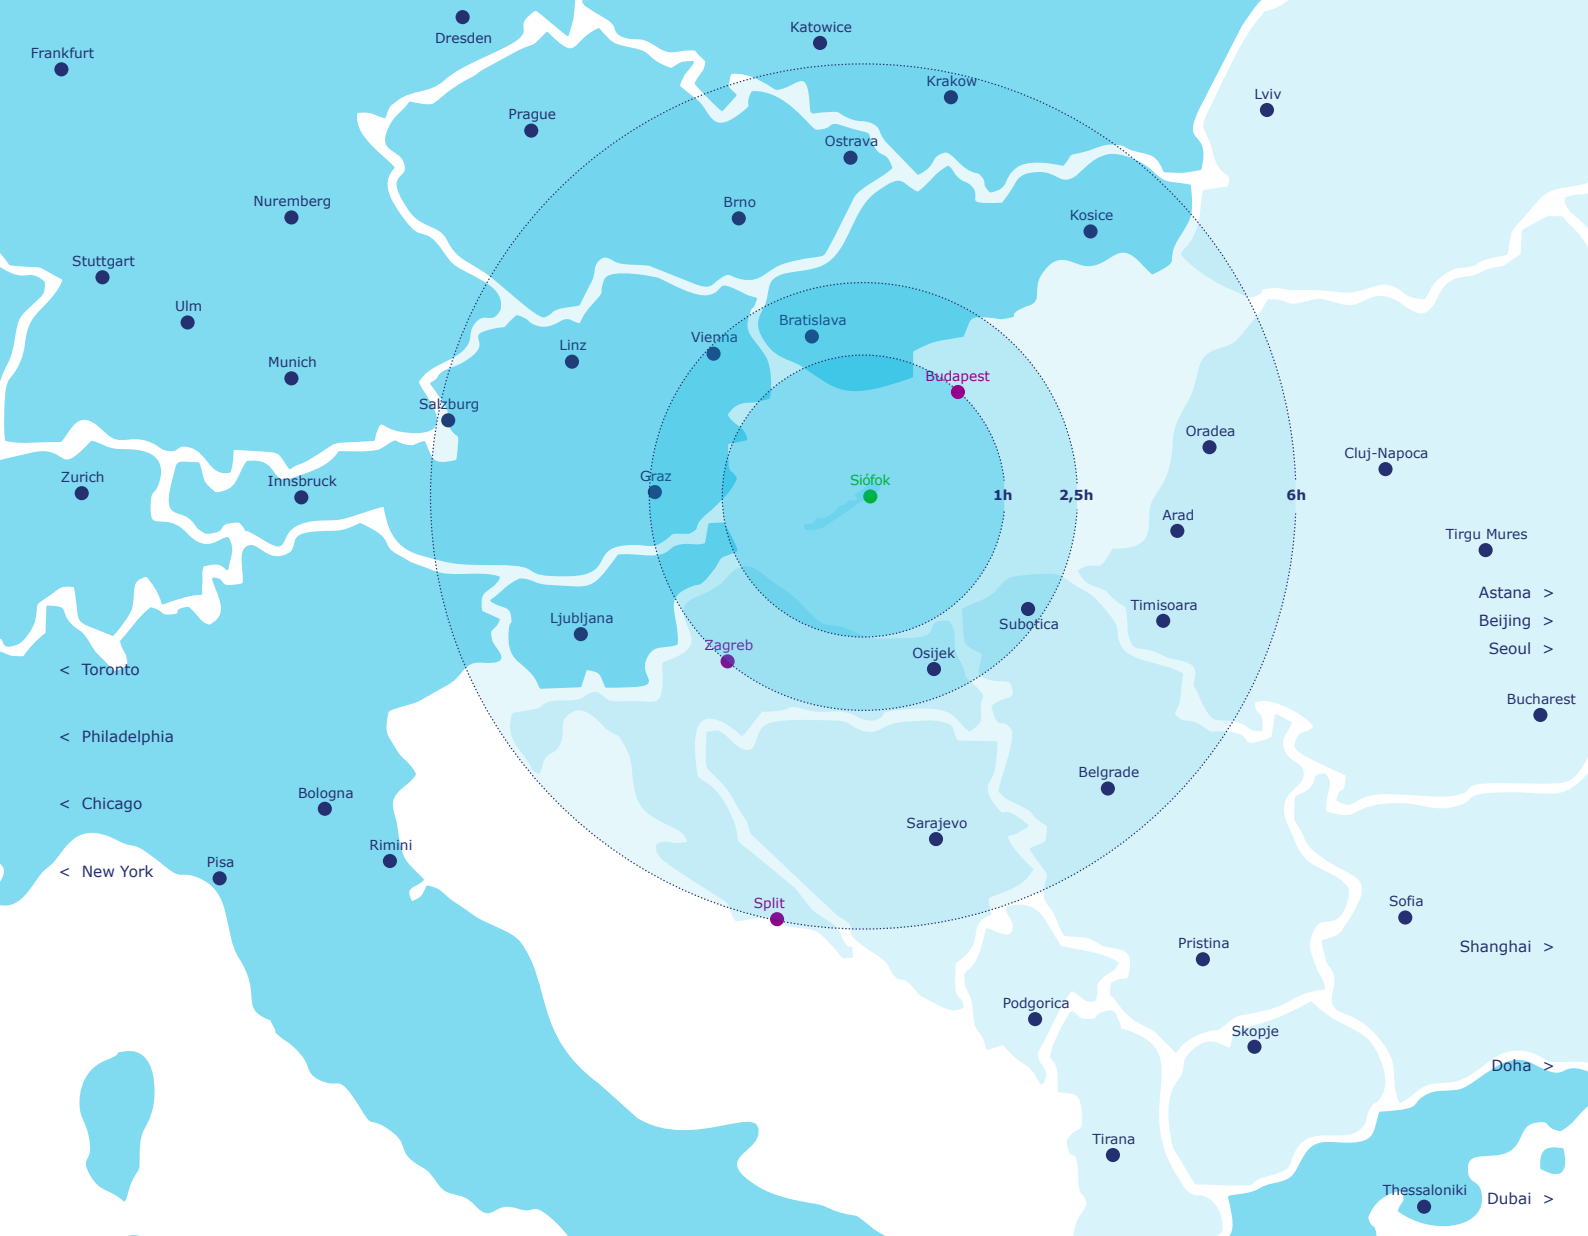 Katowice
Dresden
Frankfurt
Krakow
Lviv
Prague
Ostrava
Nuremberg
Brno
Kosice
Stuttgart
Ulm
Bratislava
Vienna
Linz
Munich
Budapest
Salzburg
Oradea
Cluj-Napoca
Zurich
Innsbruck
Graz
Siófok
1h
2,5h
6h
Arad
Tirgu Mures
Astana >
Timisoara
Ljubljana
Subotica
Beijing >
Zagreb
Osijek
Seoul >
< Toronto
Bucharest
< Philadelphia
Belgrade
Bologna
< Chicago
Sarajevo
Rimini
Pisa
< New York
Split
Sofia
Pristina
Shanghai >
Podgorica
Skopje
Doha >
Tirana
Thessaloniki
Dubai >